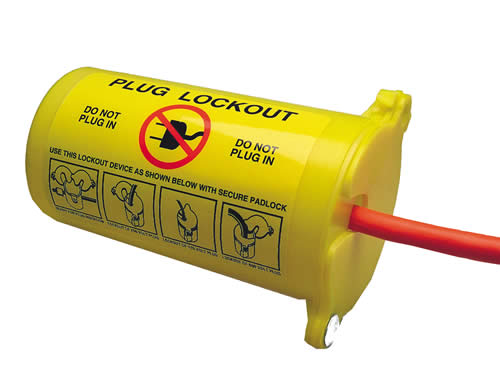 PLUG LOCKOUT
DO NOT
PLUG IN
DO NOT
PLUG IN
USE THIS LOCKOUT DEVICE AS SHOWN BELOW WITH SECURE PADLOCK